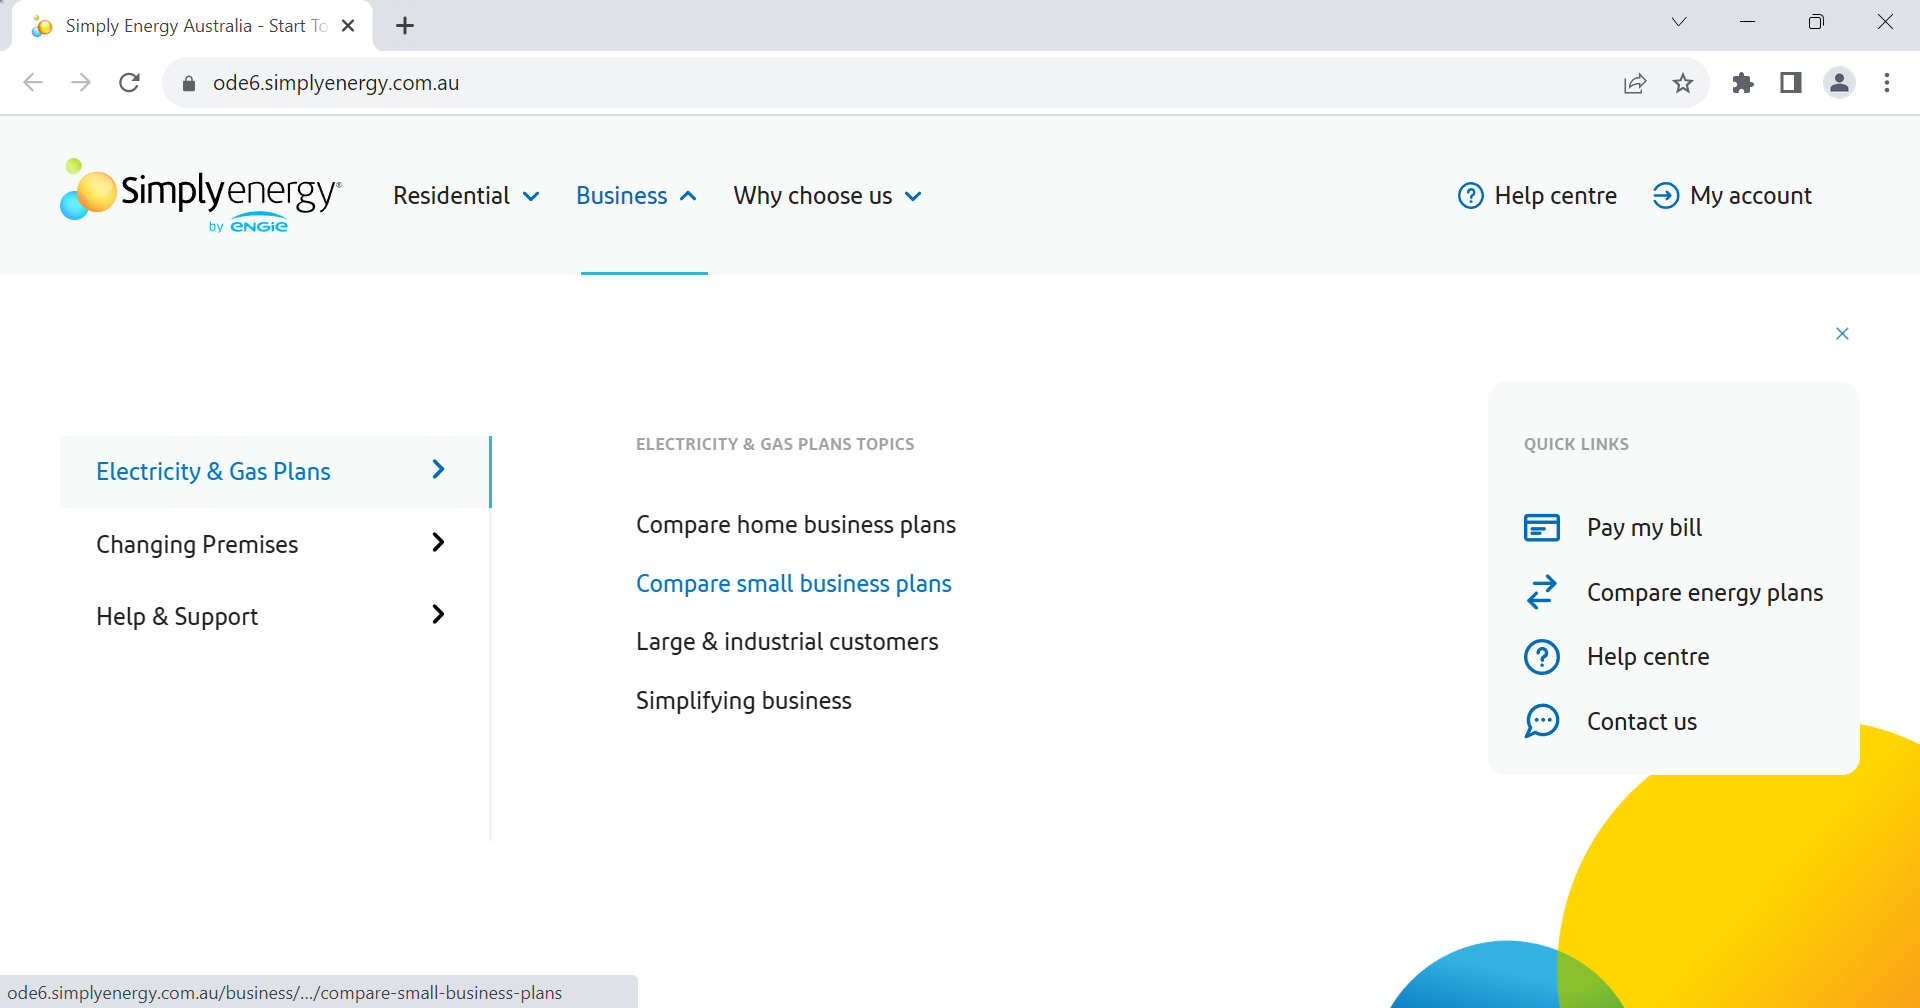 Simply Energy Australia - Start To
ode6.simplyenergy.com.au
Simplyenergy®
by ENGIE
Residential
Business
Why choose us
Help centre
My account
Electricity & Gas Plans
Changing Premises
Help & Support
ELECTRICITY & GAS PLANS TOPICS
Compare home business plans
Compare small business plans
Large & industrial customers
Simplifying business
QUICK LINKS
Pay my bill
Compare energy plans
Help centre
Contact us
ode6.simplyenergy.com.au/business/.../compare-small-business-plans